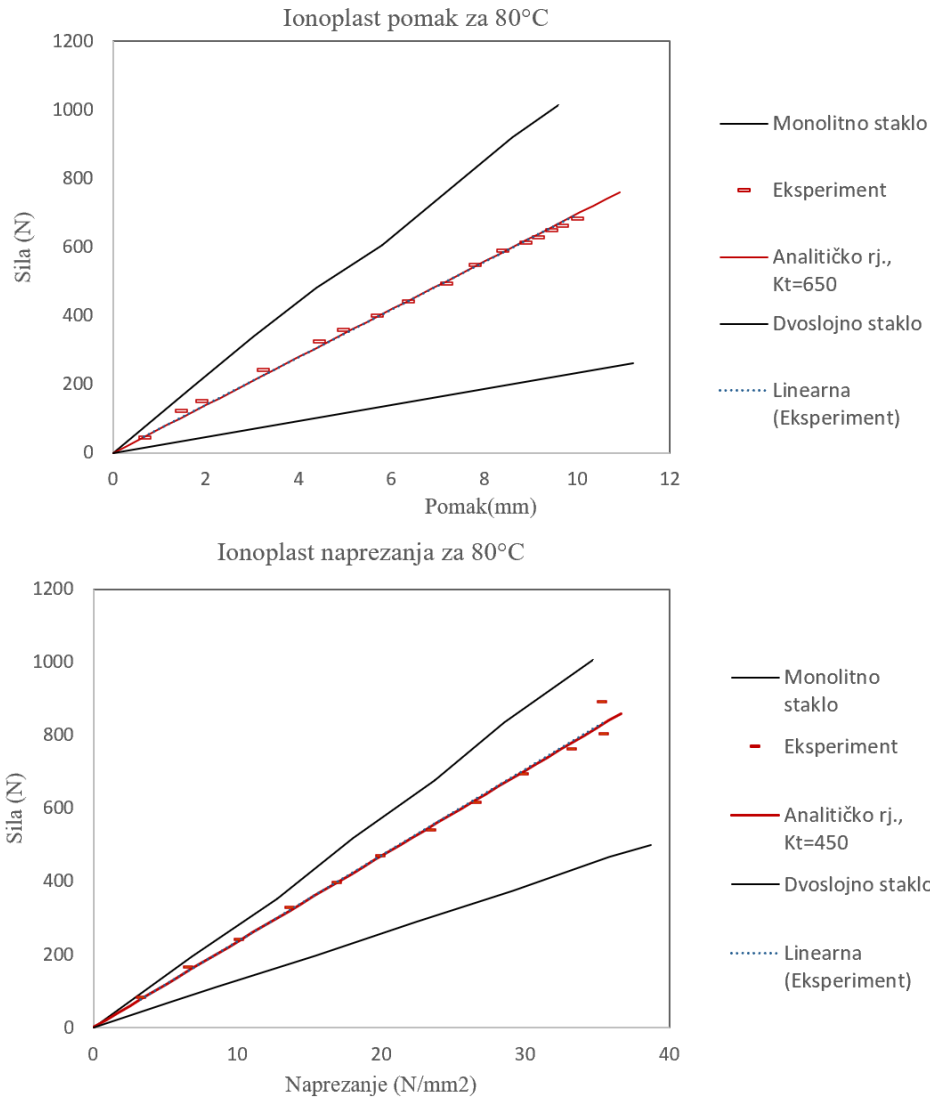 Ionoplast pomak za 80°C
1200
1000
800
600
400
200
0
Sila (N)
0 2 4 6 8 10 12
Pomak(mm)
Monolitno staklo
Eksperiment
Analitičko rj.,
Kt=650
Dvoslojno staklo
Linearna
(Eksperiment)
Ionoplast naprezanja za 80°C
1200
1000
800
600
400
200
0
Sila (N)
0 10 20 30 40
Naprezanje (N/mm2)
Monolitno
staklo
Eksperiment
Analitičko rj.,
Kt=450
Dvoslojno staklo
Linearna
(Eksperiment)